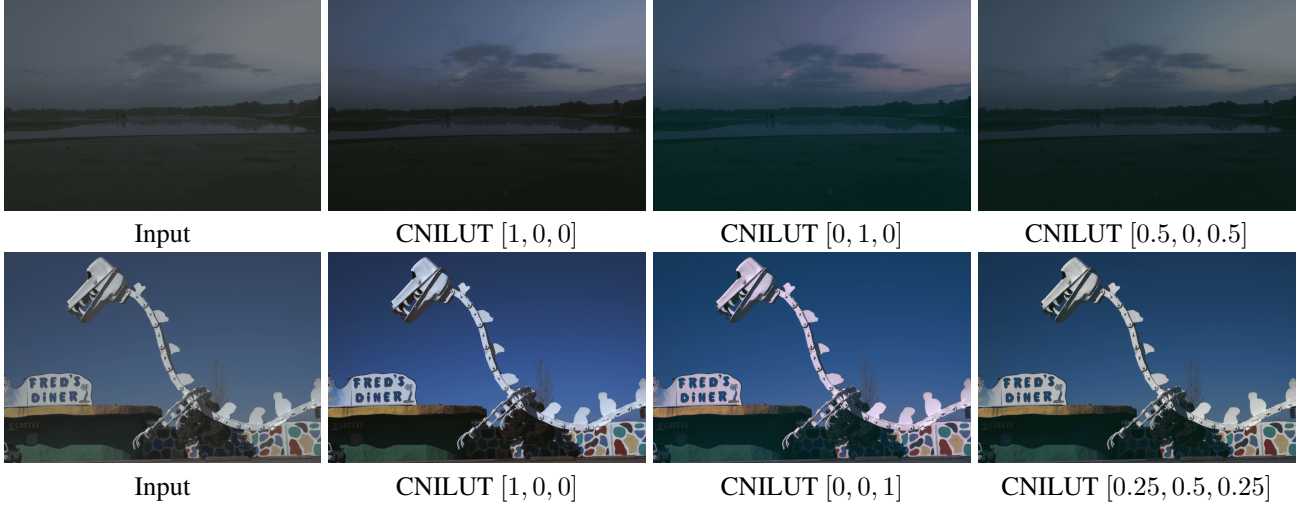 Input CNILUT [1, 0, 0] CNILUT [0, 1, 0] CNILUT [0.5, 0, 0.5]
FRED'S FRED'S FRED'S FRED'S
DINER DINER DINER DINER
Input CNILUT [1, 0, 0] CNILUT [0, 0, 1] CNILUT [0.25, 0.5, 0.25]